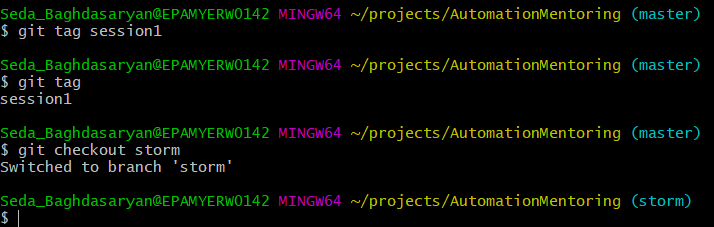 Seda_Baghdasaryan@EPAMYERW0142 MINGW64 ~/projects/AutomationMentoring (master)
$ git tag session1
Seda_Baghdasaryan@EPAMYERW0142 MINGW64 ~/projects/AutomationMentoring (master)
$ git tag
session1
Seda_Baghdasaryan@EPAMYERW0142 MINGW64 ~/projects/AutomationMentoring (master)
$ git checkout storm
Switched to branch 'storm'
Seda_Baghdasaryan@EPAMYERW0142 MINGW64 ~/projects/AutomationMentoring (storm)
$